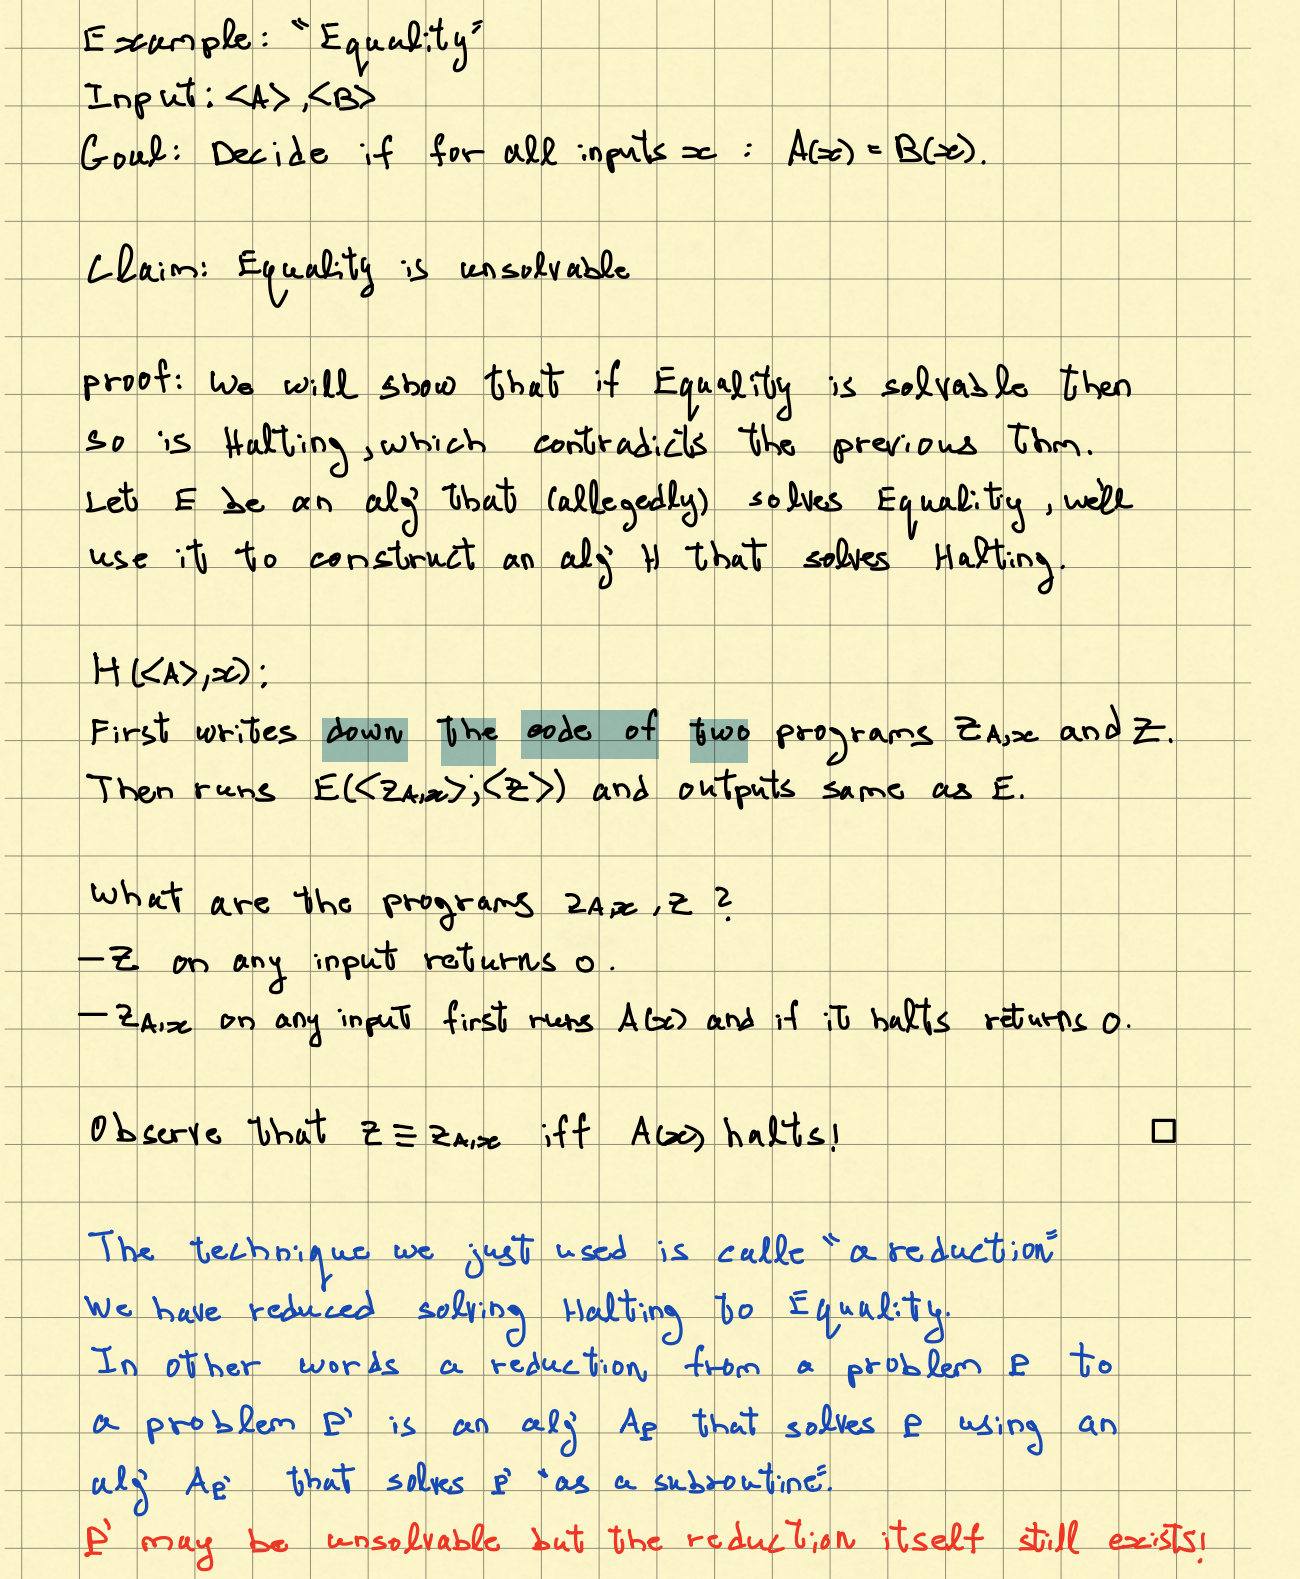 Example: "Equality"
Input: <A>, <B>
Goal: Decide if for all inputs x : A(x) = B(x).
Claim: Equality is unsolvable
proof: We will show that if Equality is solvable then
so is Halting, which contradicts the previous Thm.
Let E be an alg' that (allegedly) solves Equality, we'll
use it to construct an alg' H that solves Halting.
H(<A>,x):
First writes down the code of two programs Z_{A,x} and Z.
Then runs E(<Z_{A,x}>;<Z>) and outputs same as E.
What are the programs Z_{A,x}, Z ?
- Z on any input returns 0.
- Z_{A,x} on any input first runs A(x) and if it halts returns 0.
Observe that Z ≡ Z_{A,x} iff A(x) halts! □
The technique we just used is calle "a reduction"
We have reduced solving Halting to Equality.
In other words a reduction from a problem P to
a problem P' is an alg' A_P that solves P using an
alg' A_{P'} that solves P' "as a subroutine".
P' may be unsolvable but the reduction itself still exists!